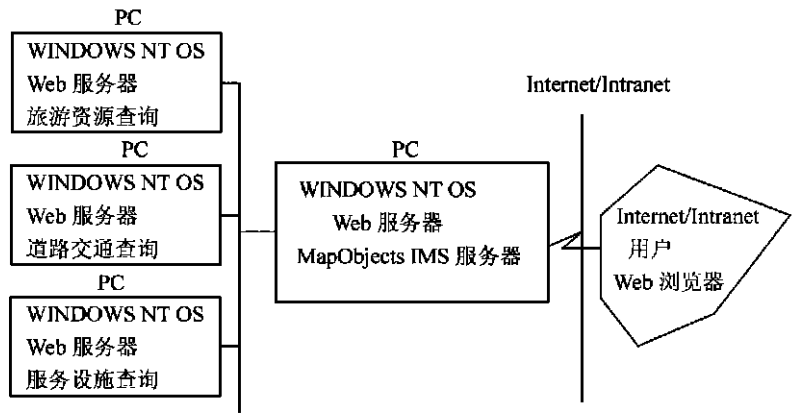 PC
WINDOWS NT OS
Web 服务器
旅游资源查询
PC
WINDOWS NT OS
Web 服务器
道路交通查询
PC
WINDOWS NT OS
Web 服务器
服务设施查询
PC
WINDOWS NT OS
Web 服务器
MapObjects IMS 服务器
Internet/Intranet
Internet/Intranet
用户
Web 浏览器